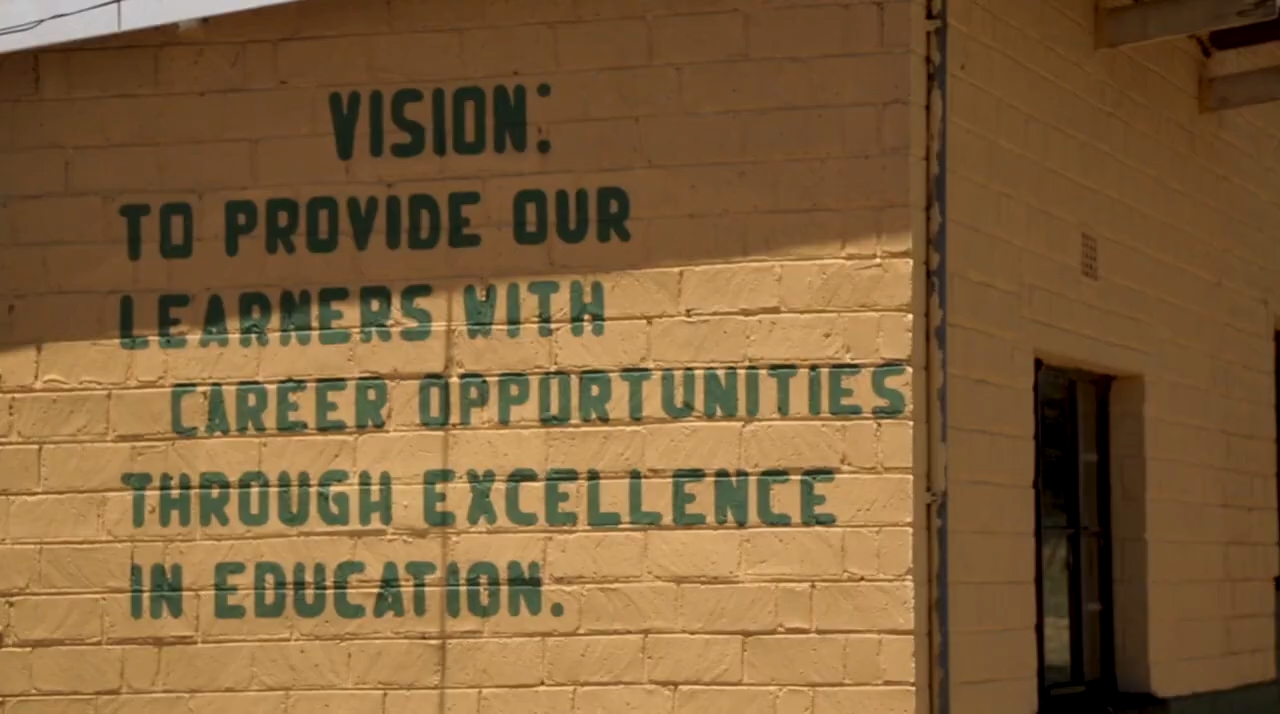 VISION:
TO PROVIDE OUR
LEARNERS WITH
CAREER OPPORTUNITIES
THROUGH EXCELLENCE
IN EDUCATION.